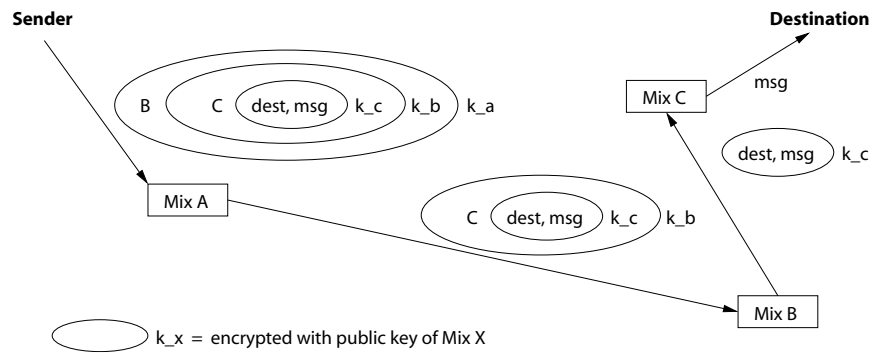 Sender
Destination
B C dest, msg k_c k_b k_a
Mix C
msg
dest, msg k_c
Mix A
C dest, msg k_c k_b
Mix B
k_x = encrypted with public key of Mix X